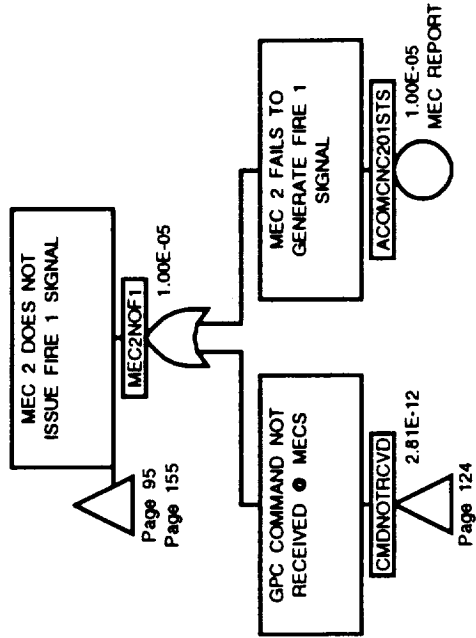 MEC 2 DOES NOT
ISSUE FIRE 1 SIGNAL
MEC2NOF1
1.00E-05
Page 95
Page 155
GPC COMMAND NOT
RECEIVED @ MECS
CMDNOTRCVD
2.81E-12
Page 124
MEC 2 FAILS TO
GENERATE FIRE 1
SIGNAL
ACOMCNC201STS
1.00E-05
MEC REPORT